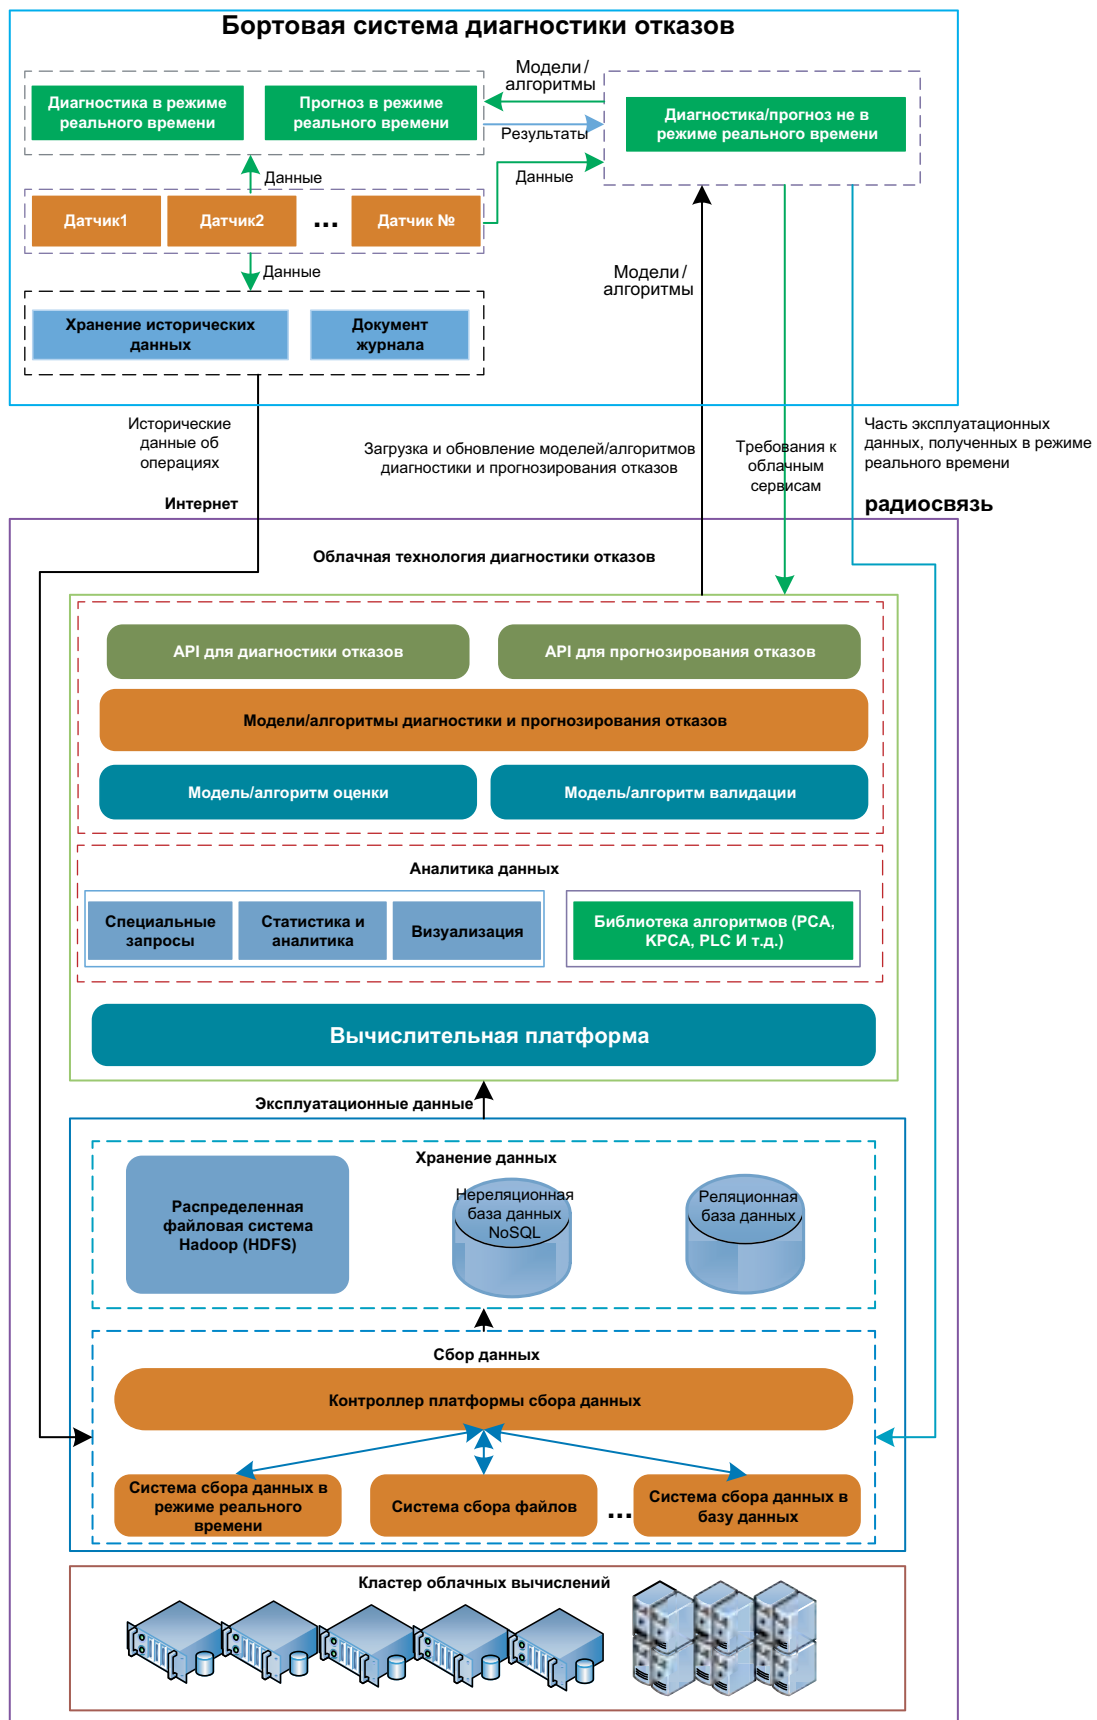 Бортовая система диагностики отказов
Модели/
алгоритмы
Диагностика в режиме
реального времени
Прогноз в режиме
реального времени
Диагностика/прогноз не в
режиме реального времени
Результаты
Данные
Данные
Датчик1
Датчик2
...
Датчик №
Данные
Модели/
алгоритмы
Хранение исторических
данных
Документ
журнала
Исторические
данные об
операциях
Загрузка и обновление моделей/алгоритмов
диагностики и прогнозирования отказов
Требования к
облачным
сервисам
Часть эксплуатационных
данных, полученных в режиме
реального времени
Интернет
радиосвязь
Облачная технология диагностики отказов
API для диагностики отказов
API для прогнозирования отказов
Модели/алгоритмы диагностики и прогнозирования отказов
Модель/алгоритм оценки
Модель/алгоритм валидации
Аналитика данных
Специальные
запросы
Статистика и
аналитика
Визуализация
Библиотека алгоритмов (PCA,
KPCA, PLC И т.д.)
Вычислительная платформа
Эксплуатационные данные
Хранение данных
Распределенная
файловая система
Hadoop (HDFS)
Нереляционная
база данных
NoSQL
Реляционная
база данных
Сбор данных
Контроллер платформы сбора данных
Система сбора данных в
режиме реального
времени
Система сбора файлов
...
Система сбора данных в
базу данных
Кластер облачных вычислений